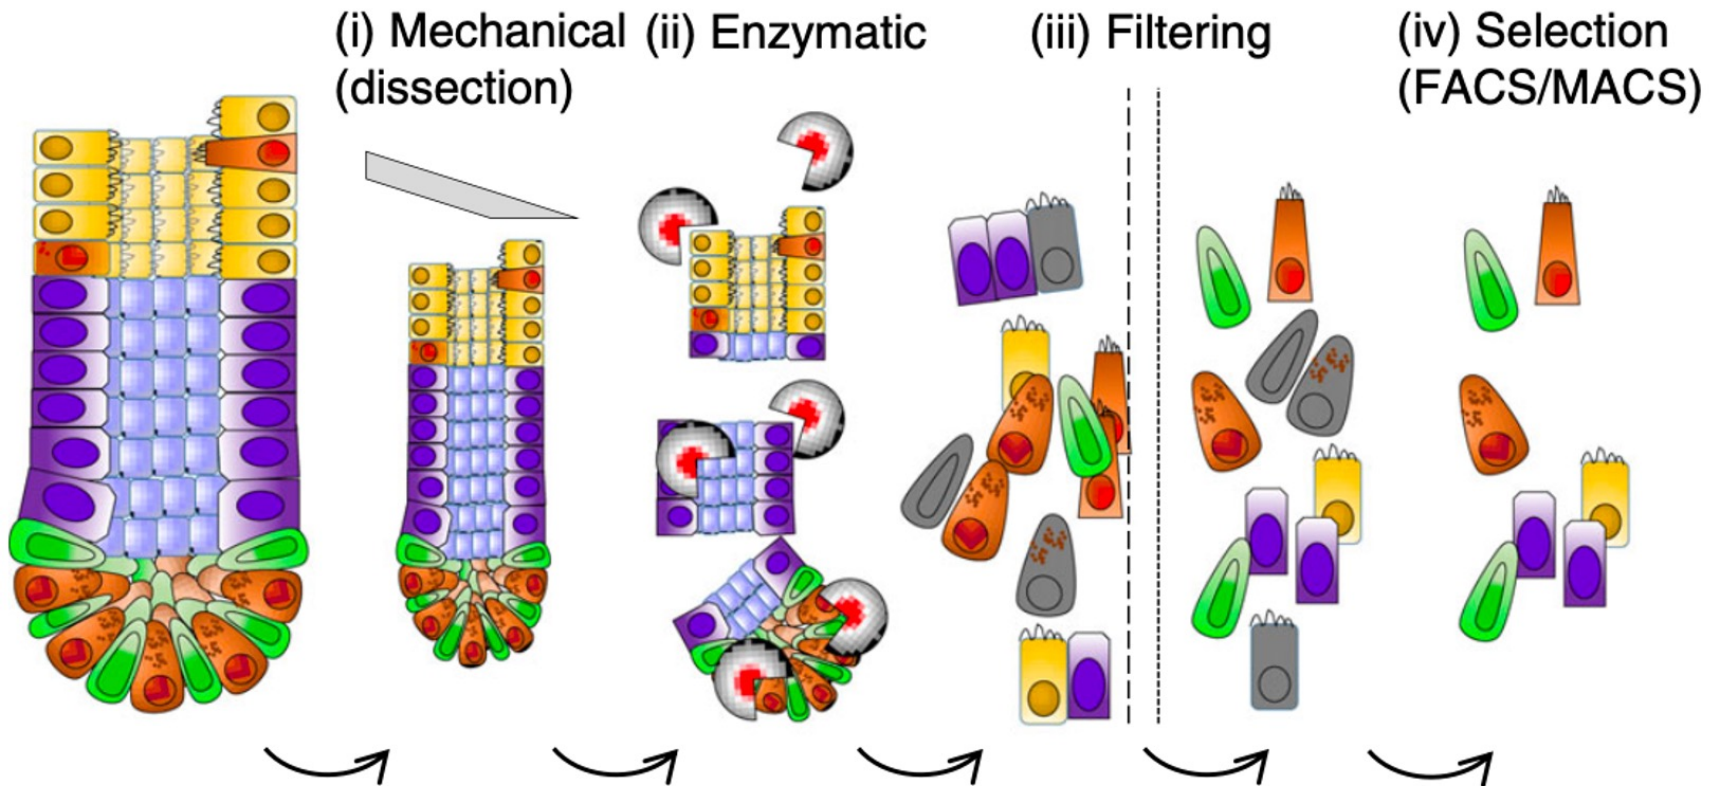 (i) Mechanical
(dissection)
(ii) Enzymatic
(iii) Filtering
(iv) Selection
(FACS/MACS)